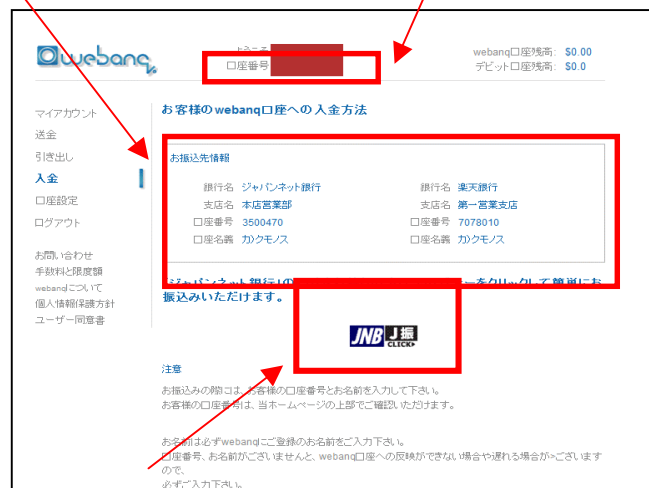 webanq
ようこそ
口座番号
webanq口座残高: $0.00
デビット口座残高: $0.0
マイアカウント
送金
引き出し
入金
口座設定
ログアウト
お問い合わせ
手数料と限度額
webanqについて
個人情報保護方針
ユーザー同意書
お客様のwebanq口座への入金方法
お振込先情報
銀行名 ジャパンネット銀行 銀行名 楽天銀行
支店名 本店営業部 支店名 第一営業支店
口座番号 3500470 口座番号 7078010
口座名義 カ)クモノス 口座名義 カ)クモノス
ジャパンネット銀行 の ーをクリックして簡単にお
振込みいただけます。
JNB J振
CLICK
注意
お振込みの際には、お客様の口座番号とお名前を入力して下さい。
お客様の口座番号は、当ホームページの上部でご確認いただけます。
お名前は必ずwebanqにご登録のお名前をご入力下さい。
口座番号、お名前がございませんと、webanq口座への反映ができない場合や遅れる場合が>ございます
ので、
必ずご入力下さい。